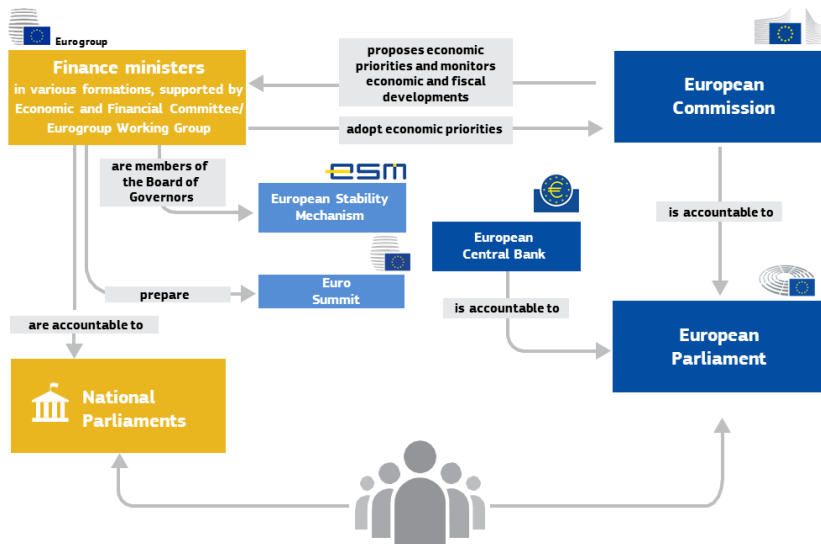 Eurogroup
Finance ministers
in various formations, supported by
Economic and Financial Committee/
Eurogroup Working Group
proposes economic
priorities and monitors
economic and fiscal
developments
European
Commission
adopt economic priorities
are members of
the Board of
Governors
esm
European Stability
Mechanism
is accountable to
European
Central Bank
Euro
Summit
prepare
is accountable to
are accountable to
European
Parliament
National
Parliaments